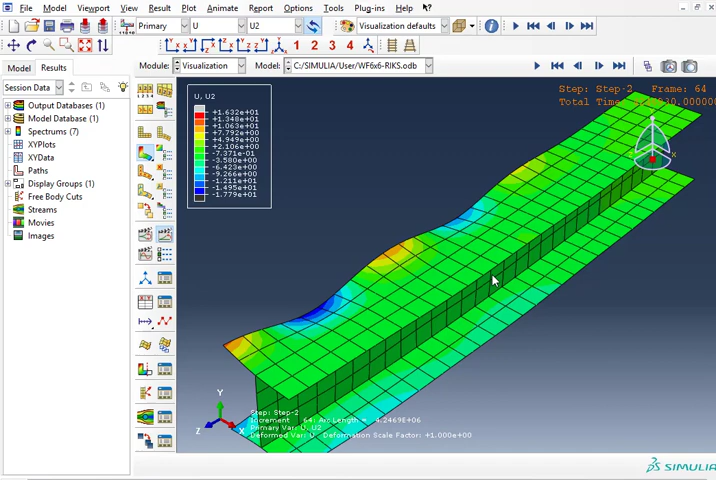 File Model Viewport View Result Plot Animate Report Options Tools Plug-ins Help
Primary U U2 Visualization defaults
1 2 3 4
Model Results Module: Visualization Model: C:/SIMULIA/User/WF6x6-RIKS.odb
Session Data
Output Databases (1)
Model Database (1)
Spectrums (7)
XYPlots
XYData
Paths
Display Groups (1)
Free Body Cuts
Streams
Movies
Images
U, U2
+1.632e+01
+1.348e+01
+1.063e+01
+7.792e+00
+4.949e+00
+2.106e+00
-7.371e-01
-3.580e+00
-6.423e+00
-9.266e+00
-1.211e+01
-1.495e+01
-1.779e+01
Step: Step-2 Frame: 64
Total Time:
X
Y
Z
X
Step: Step-2
Increment 64: Arc Length = 4.2469E+06
Primary Var: U, U2
Deformed Var: U Deformation Scale Factor: +1.000e+00
SIMULIA